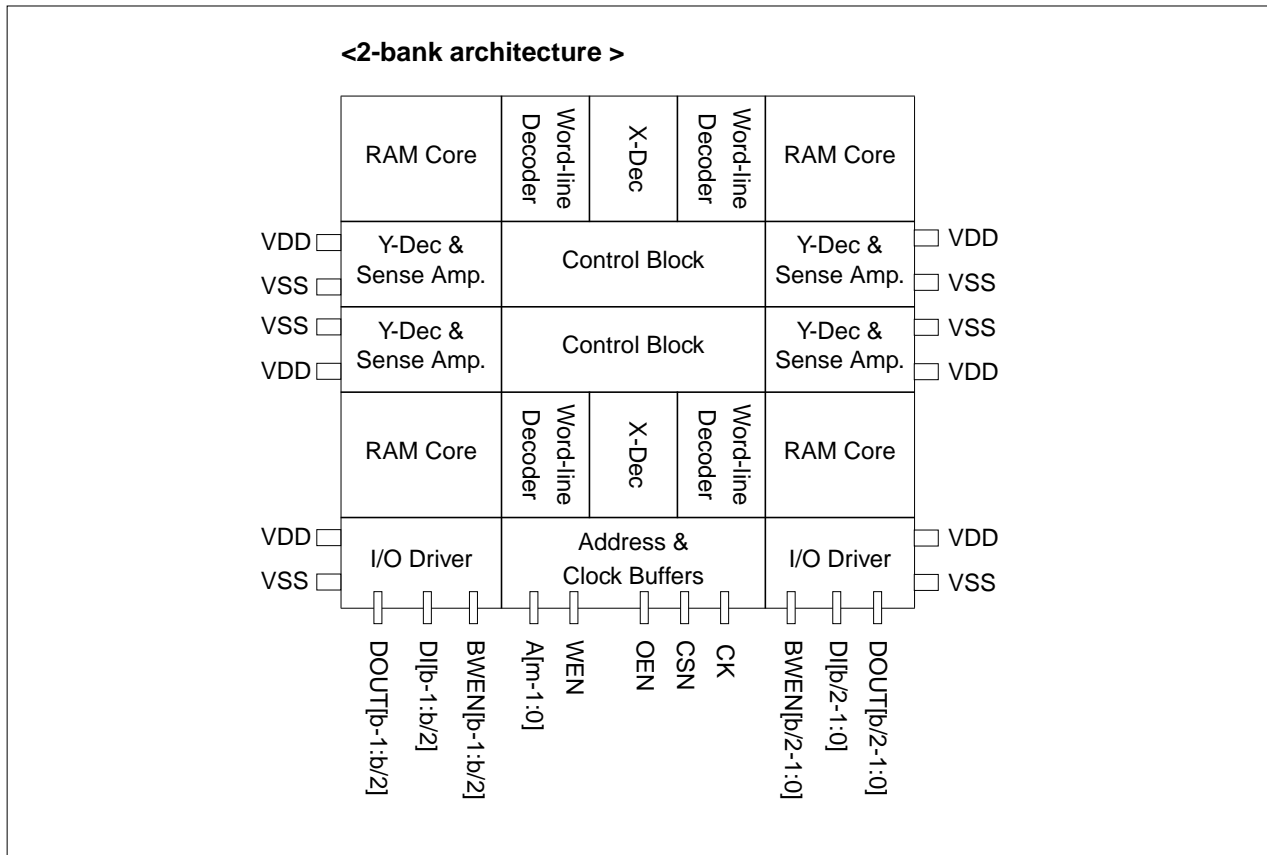 <2-bank architecture >
RAM Core
Word-line
Decoder
X-Dec
Word-line
Decoder
RAM Core
VDD
VSS
Y-Dec &
Sense Amp.
Control Block
Y-Dec &
Sense Amp.
VDD
VSS
VSS
VDD
Y-Dec &
Sense Amp.
Control Block
Y-Dec &
Sense Amp.
VSS
VDD
RAM Core
Word-line
Decoder
X-Dec
Word-line
Decoder
RAM Core
VDD
VSS
I/O Driver
Address &
Clock Buffers
I/O Driver
VDD
VSS
DOUT[b-1:b/2]
DI[b-1:b/2]
BWEN[b-1:b/2]
A[m-1:0]
WEN
OEN
CSN
CK
BWEN[b/2-1:0]
DI[b/2-1:0]
DOUT[b/2-1:0]